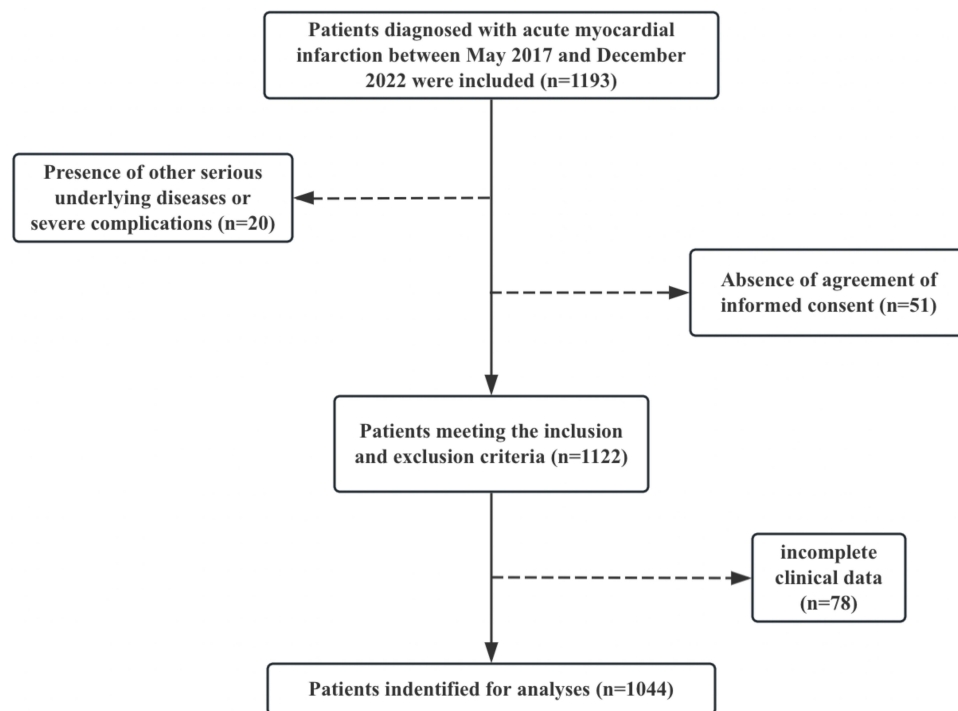 Patients diagnosed with acute myocardial
infarction between May 2017 and December
2022 were included (n=1193)
Presence of other serious
underlying diseases or
severe complications (n=20)
Absence of agreement of
informed consent (n=51)
Patients meeting the inclusion
and exclusion criteria (n=1122)
incomplete
clinical data
(n=78)
Patients indentified for analyses (n=1044)